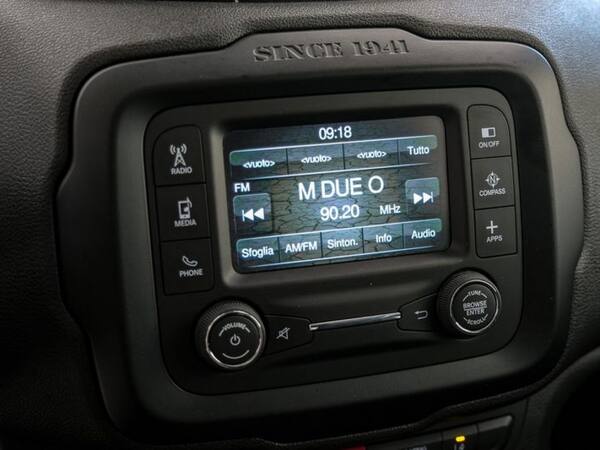 SINCE 1941
09:18
<vuoto> <vuoto> <vuoto> Tutto
FM
M DUE O
90.20 MHz
Sfoglia AM/FM Sinton. Info Audio
RADIO
MEDIA
PHONE
ON/OFF
COMPASS
APPS
VOLUME
TUNE
BROWSE
ENTER
SCROLL